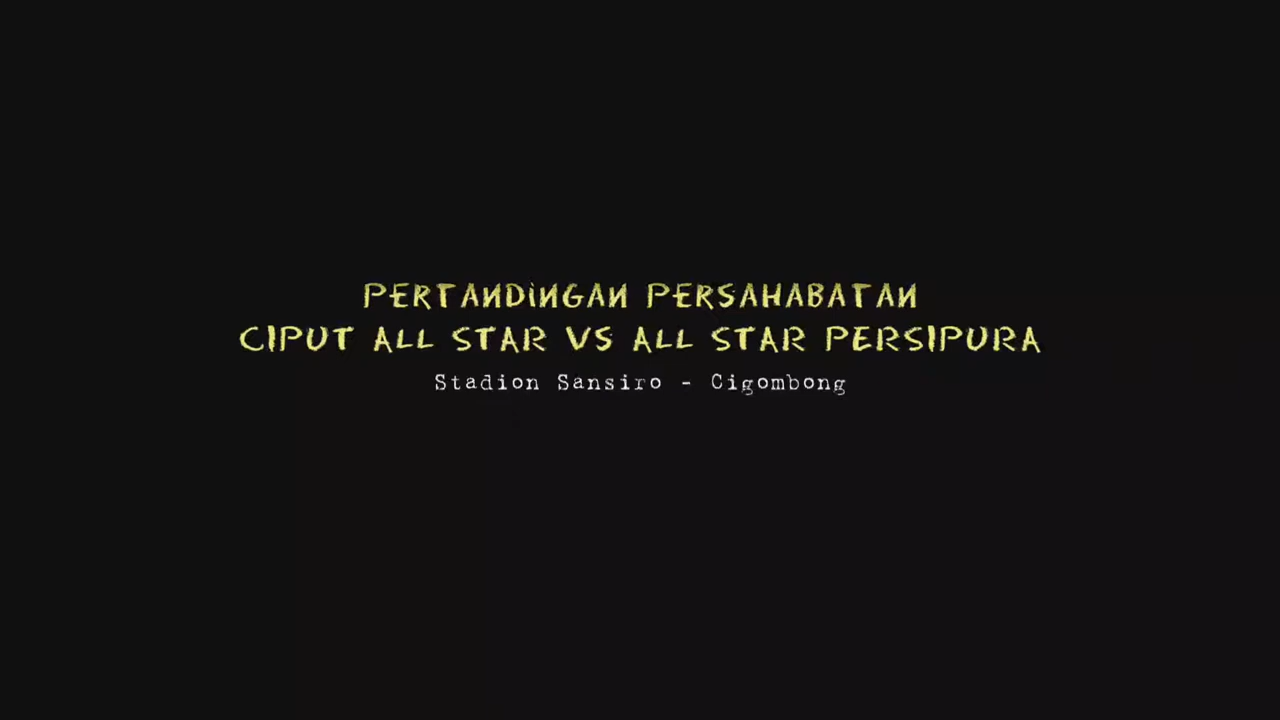 PERTANDINGAN PERSAHABATAN
CIPUT ALL STAR VS ALL STAR PERSIPURA
Stadion Sansiro - Cigombong